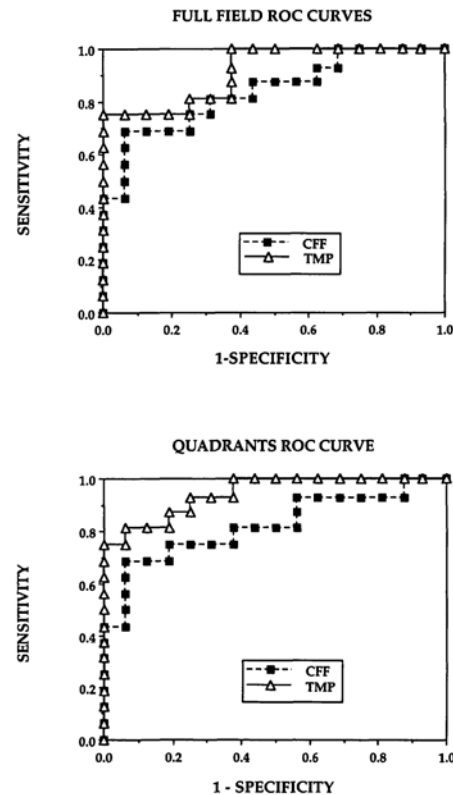 FULL FIELD ROC CURVES
1.0
0.8
0.6
0.4
0.2
0.0
SENSITIVITY
CFF
TMP
0.0 0.2 0.4 0.6 0.8 1.0
1-SPECIFICITY
QUADRANTS ROC CURVE
1.0
0.8
0.6
0.4
0.2
0.0
SENSITIVITY
CFF
TMP
0.0 0.2 0.4 0.6 0.8 1.0
1 - SPECIFICITY